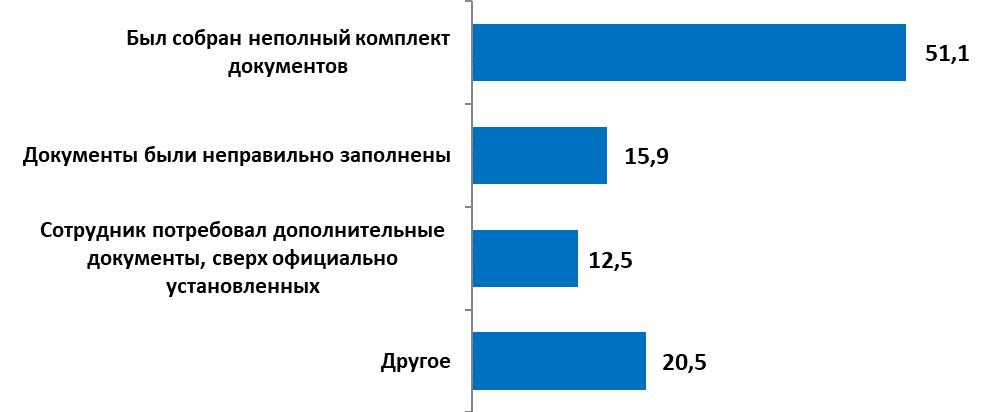 Был собран неполный комплект
документов
51,1
Документы были неправильно заполнены
15,9
Сотрудник потребовал дополнительные
документы, сверх официально
установленных
12,5
Другое
20,5